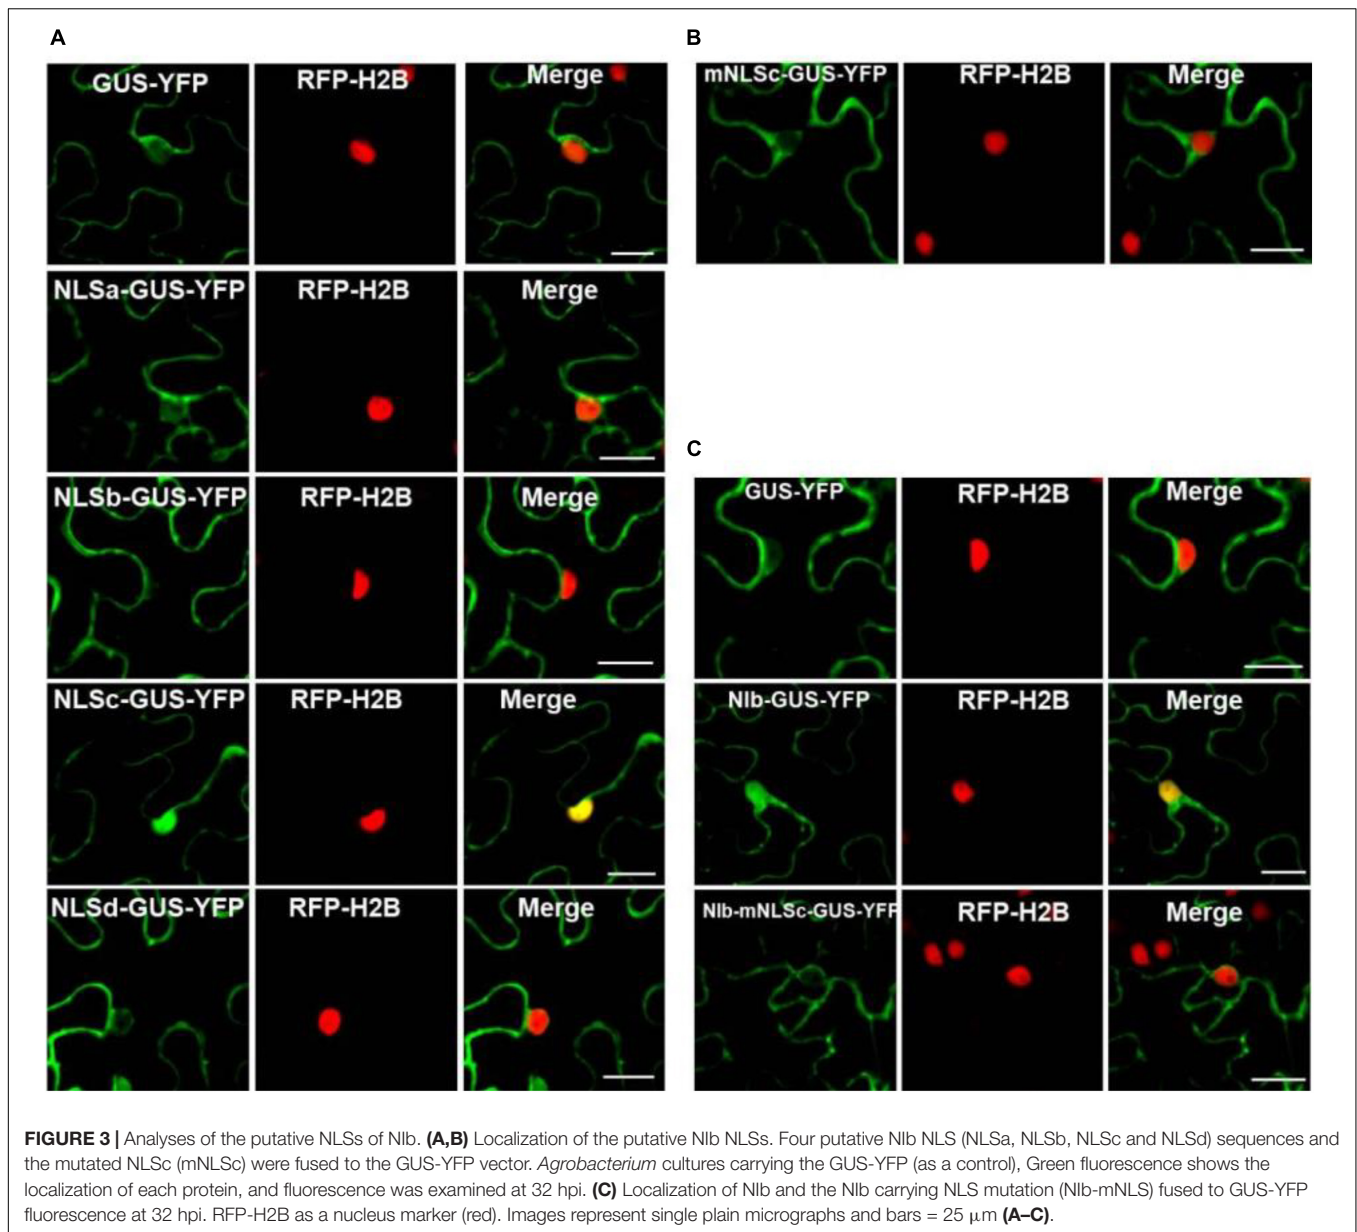 A
GUS-YFP RFP-H2B Merge
NLSa-GUS-YFP RFP-H2B Merge
NLSb-GUS-YFP RFP-H2B Merge
NLSc-GUS-YFP RFP-H2B Merge
NLSd-GUS-YFP RFP-H2B Merge
B
mNLSc-GUS-YFP RFP-H2B Merge
C
GUS-YFP RFP-H2B Merge
NIb-GUS-YFP RFP-H2B Merge
NIb-mNLSc-GUS-YFP RFP-H2B Merge
FIGURE 3 | Analyses of the putative NLSs of NIb. (A,B) Localization of the putative NIb NLSs. Four putative NIb NLS (NLSa, NLSb, NLSc and NLSd) sequences and
the mutated NLSc (mNLSc) were fused to the GUS-YFP vector. Agrobacterium cultures carrying the GUS-YFP (as a control), Green fluorescence shows the
localization of each protein, and fluorescence was examined at 32 hpi. (C) Localization of NIb and the NIb carrying NLS mutation (NIb-mNLS) fused to GUS-YFP
fluorescence at 32 hpi. RFP-H2B as a nucleus marker (red). Images represent single plain micrographs and bars = 25 μm (A–C).